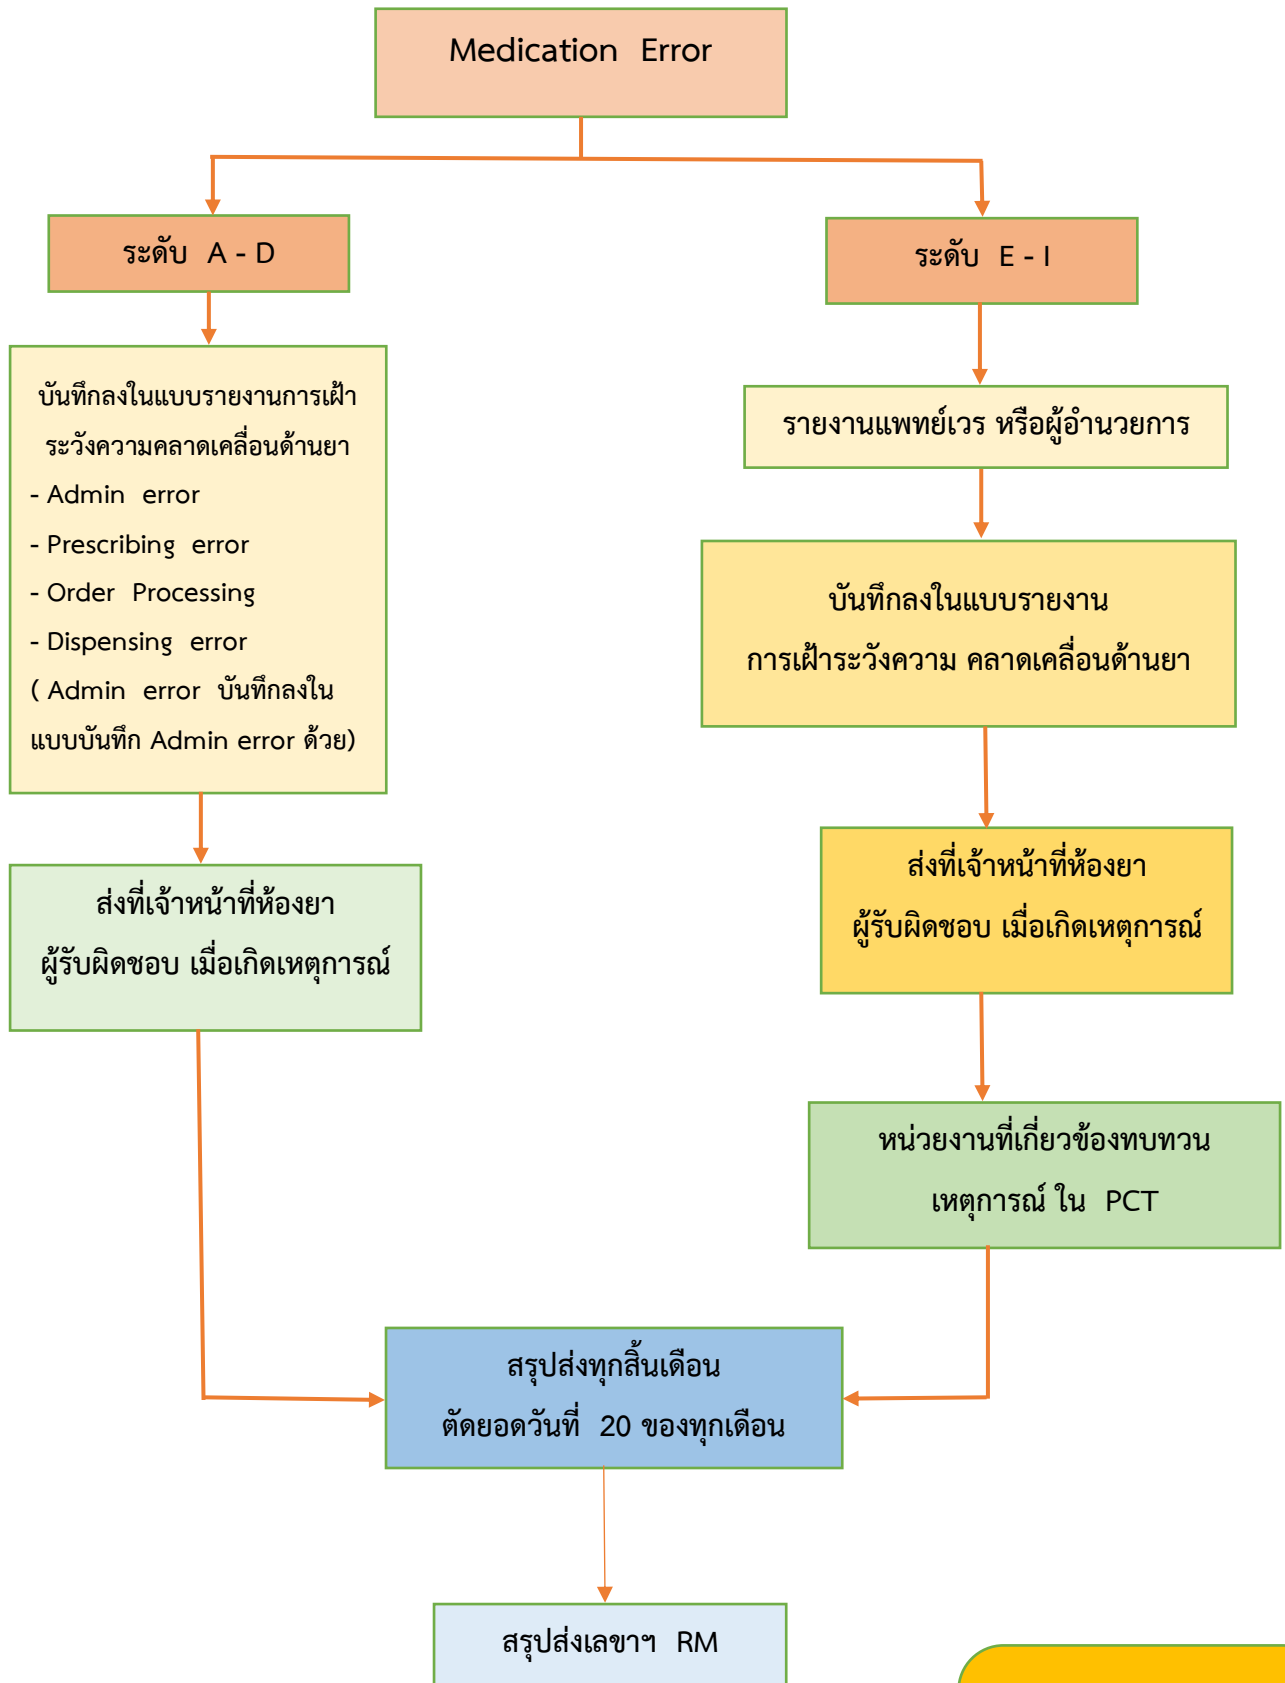 Medication Error
ระดับ A - D
ระดับ E - I
บันทึกลงในแบบรายงานการเฝ้า
ระวังความคลาดเคลื่อนด้านยา
- Admin error
- Prescribing error
- Order Processing
- Dispensing error
( Admin error บันทึกลงใน
แบบบันทึก Admin error ด้วย)
รายงานแพทย์เวร หรือผู้อำนวยการ
บันทึกลงในแบบรายงาน
การเฝ้าระวังความ คลาดเคลื่อนด้านยา
ส่งที่เจ้าหน้าที่ห้องยา
ผู้รับผิดชอบ เมื่อเกิดเหตุการณ์
ส่งที่เจ้าหน้าที่ห้องยา
ผู้รับผิดชอบ เมื่อเกิดเหตุการณ์
หน่วยงานที่เกี่ยวข้องทบทวน
เหตุการณ์ ใน PCT
สรุปส่งทุกสิ้นเดือน
ตัดยอดวันที่ 20 ของทุกเดือน
สรุปส่งเลขาฯ RM